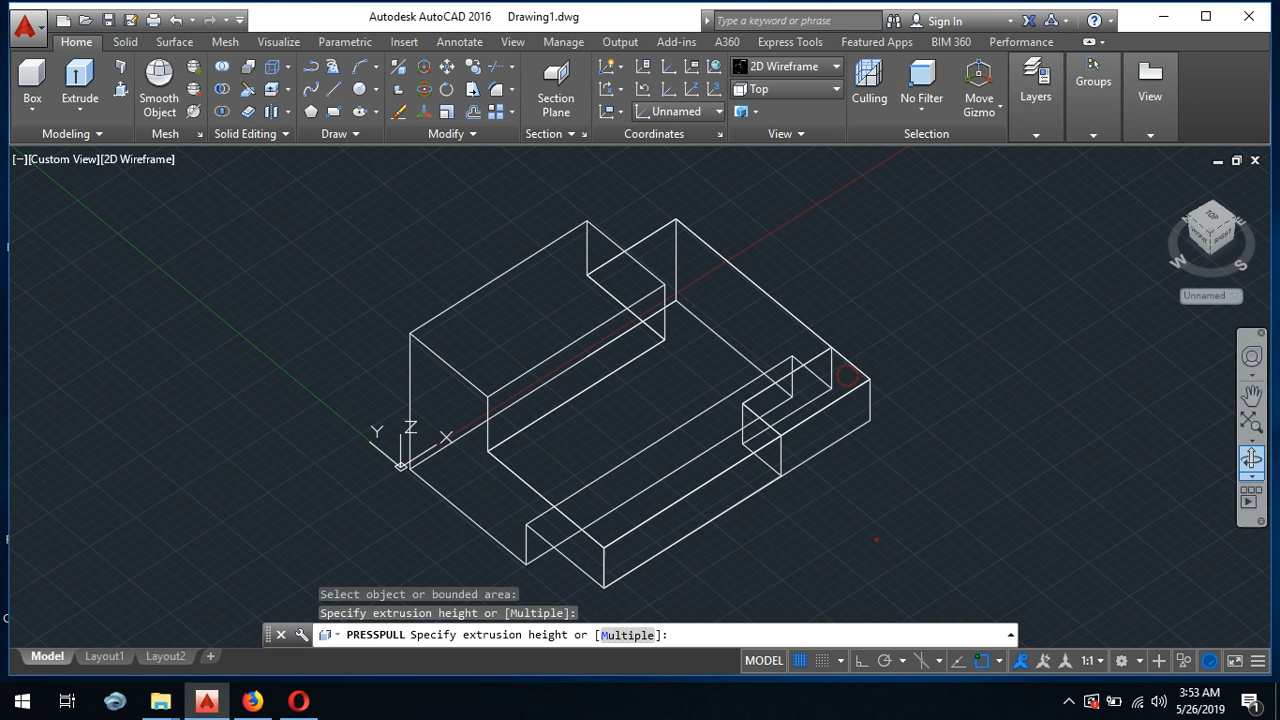 Autodesk AutoCAD 2016 Drawing1.dwg
Type a keyword or phrase
Sign In
Home Solid Surface Mesh Visualize Parametric Insert Annotate View Manage Output Add-ins A360 Express Tools Featured Apps BIM 360 Performance
Box
Extrude
Smooth Object
Section Plane
Unnamed
2D Wireframe
Top
Culling
No Filter
Move Gizmo
Layers
Groups
View
Modeling Mesh Solid Editing Draw Modify Section Coordinates View Selection
[−][Custom View][2D Wireframe]
TOP
RIGHT
W
S
Unnamed
Y Z X
Select object or bounded area:
Specify extrusion height or [Multiple]:
PRESSPULL Specify extrusion height or [Multiple]:
Model Layout1 Layout2 +
MODEL
1:1
3:53 AM
5/26/2019